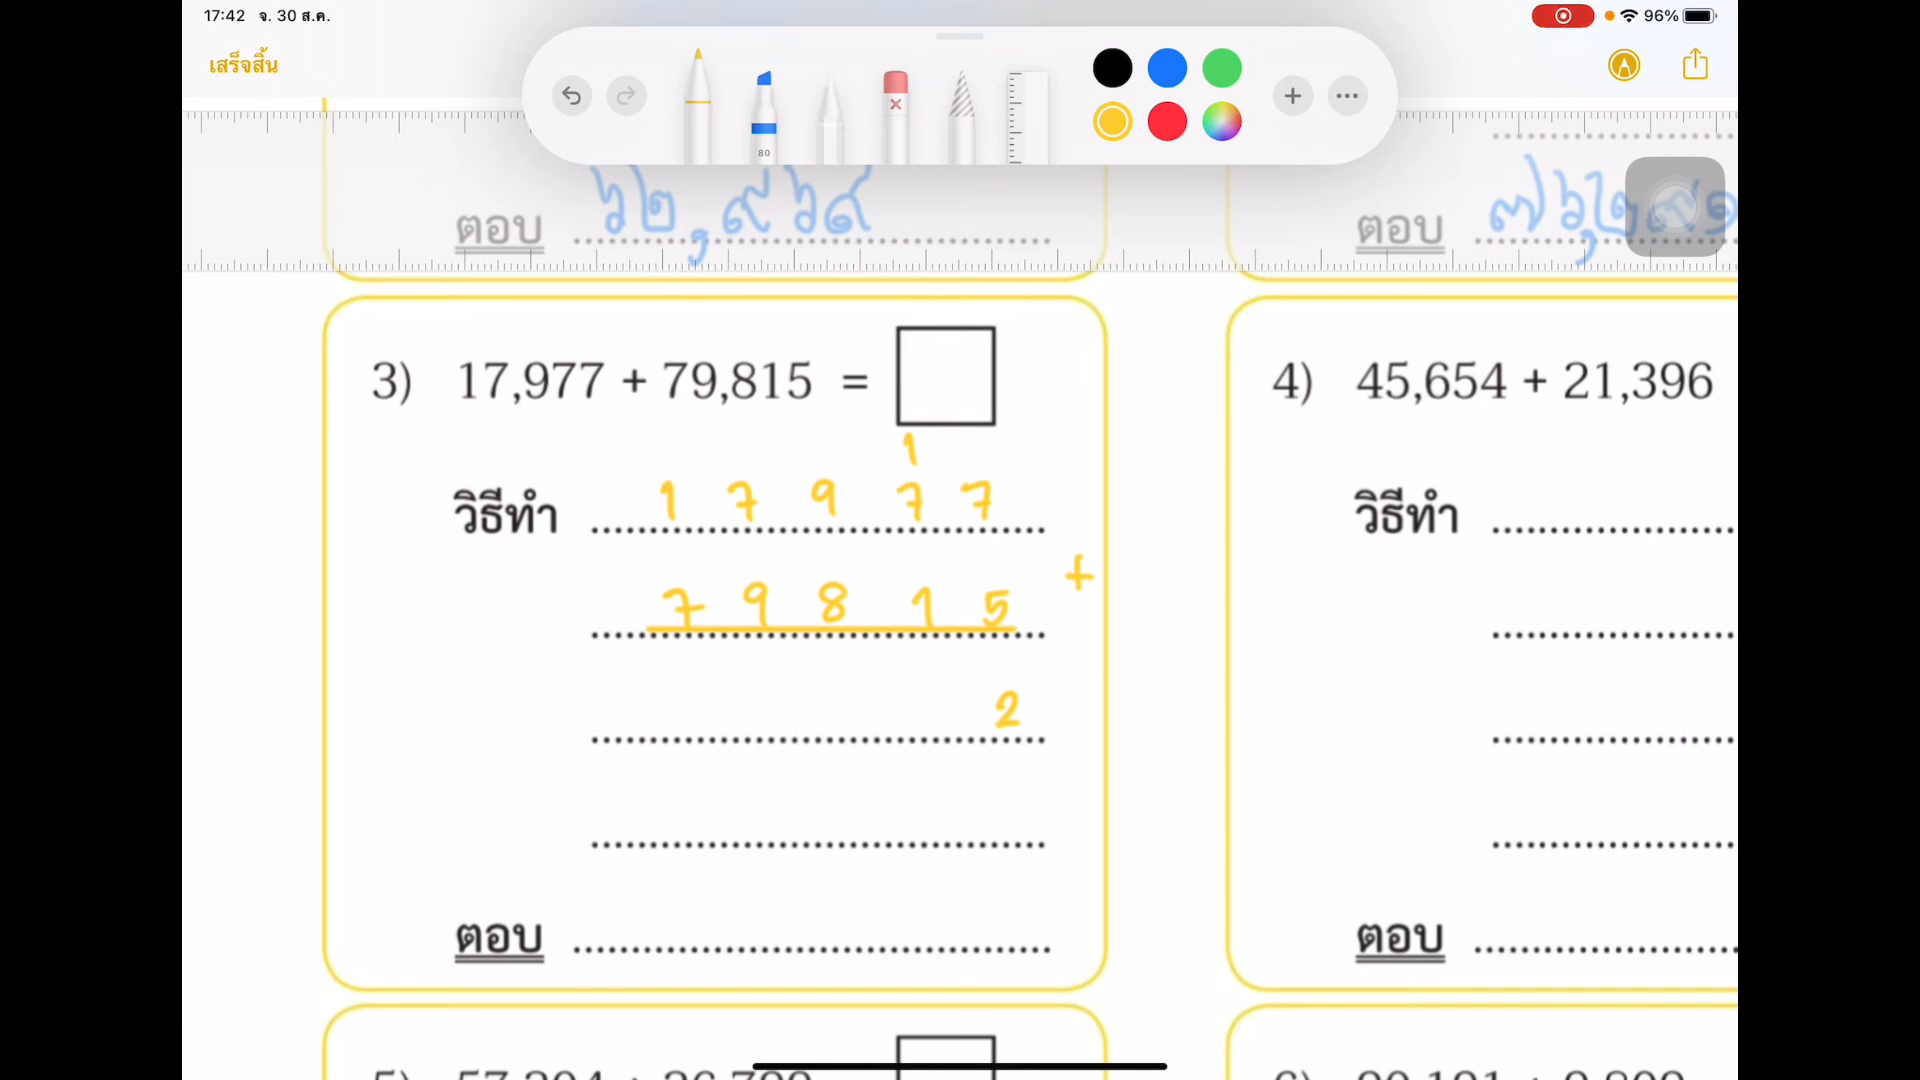 17:42 จ. 30 ส.ค. 96%
เสร็จสิ้น
80
ตอบ ๖๒,๙๖๙
ตอบ
3) 17,977 + 79,815 =
1
วิธีทำ 1 7 9 7 7
7 9 8 1 5 +
2
ตอบ
4) 45,654 + 21,396
วิธีทำ
ตอบ